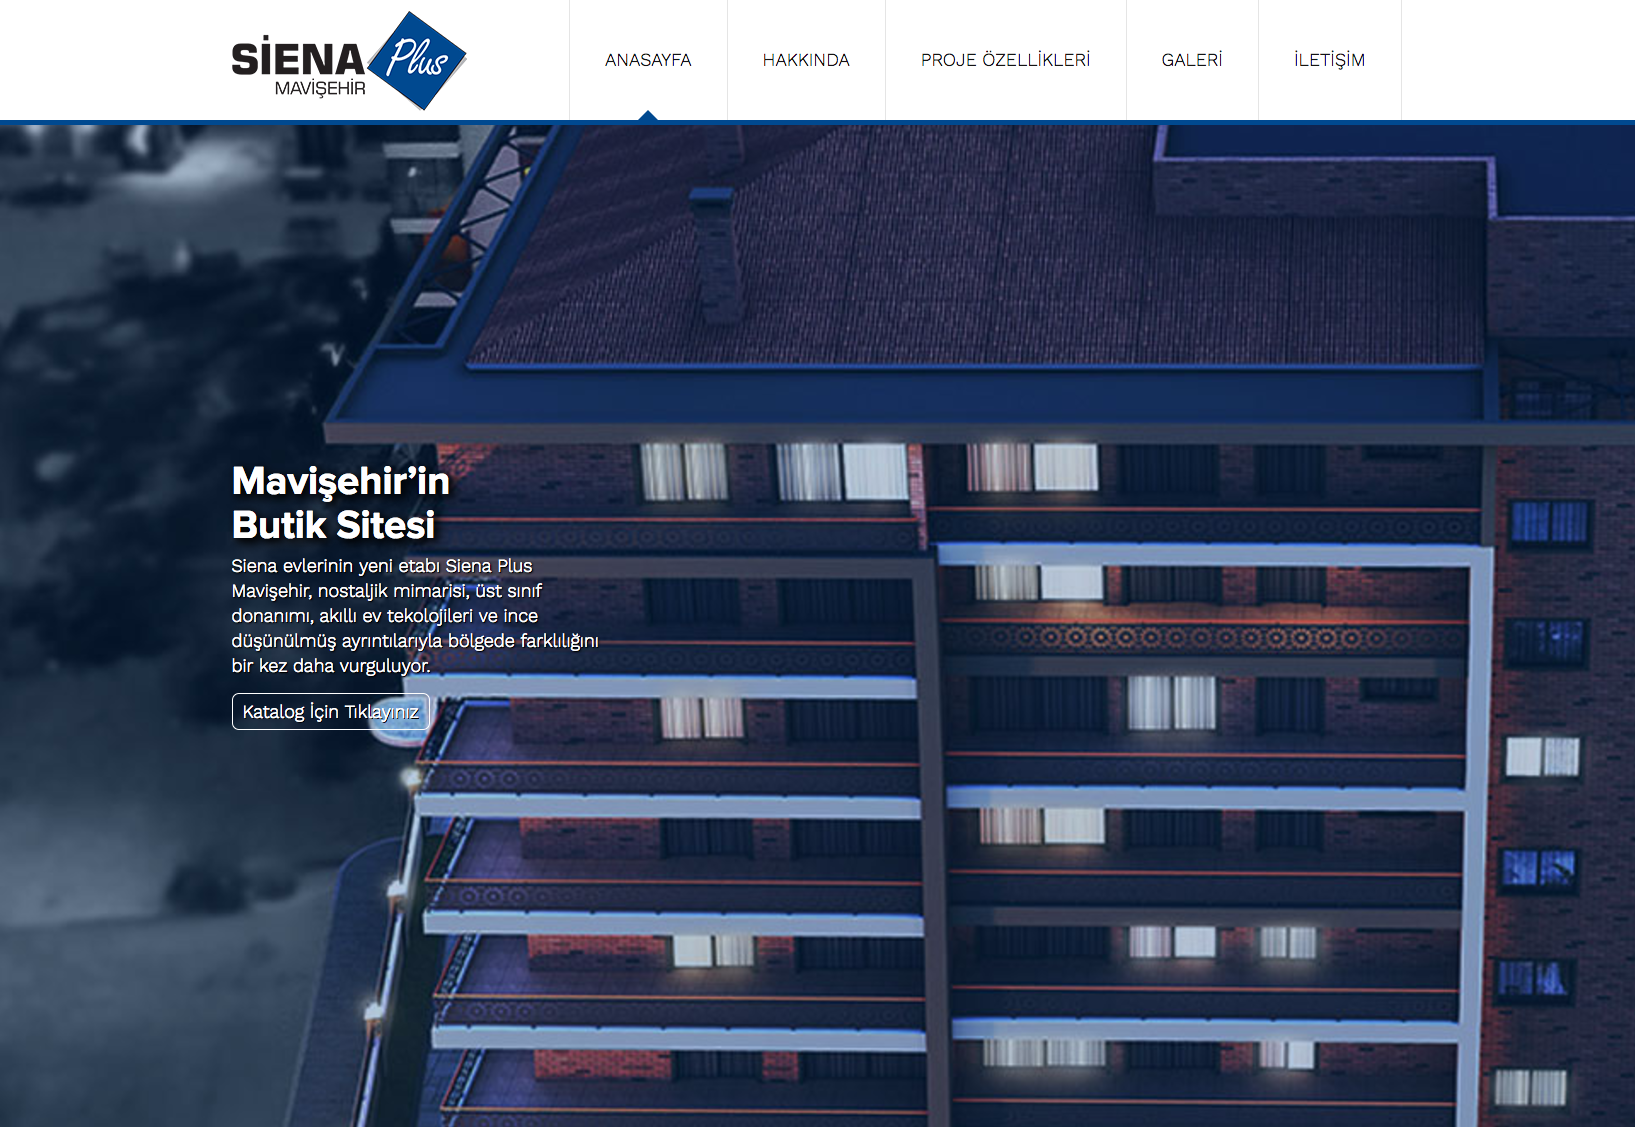 SİENA Plus
MAVİŞEHİR
ANASAYFA
HAKKINDA
PROJE ÖZELLİKLERİ
GALERİ
İLETİŞİM
Mavişehir’in
Butik Sitesi
Siena evlerinin yeni etabı Siena Plus
Mavişehir, nostaljik mimarisi, üst sınıf
donanımı, akıllı ev tekolojileri ve ince
düşünülmüş ayrıntılarıyla bölgede farklılığını
bir kez daha vurguluyor.
Katalog İçin Tıklayınız